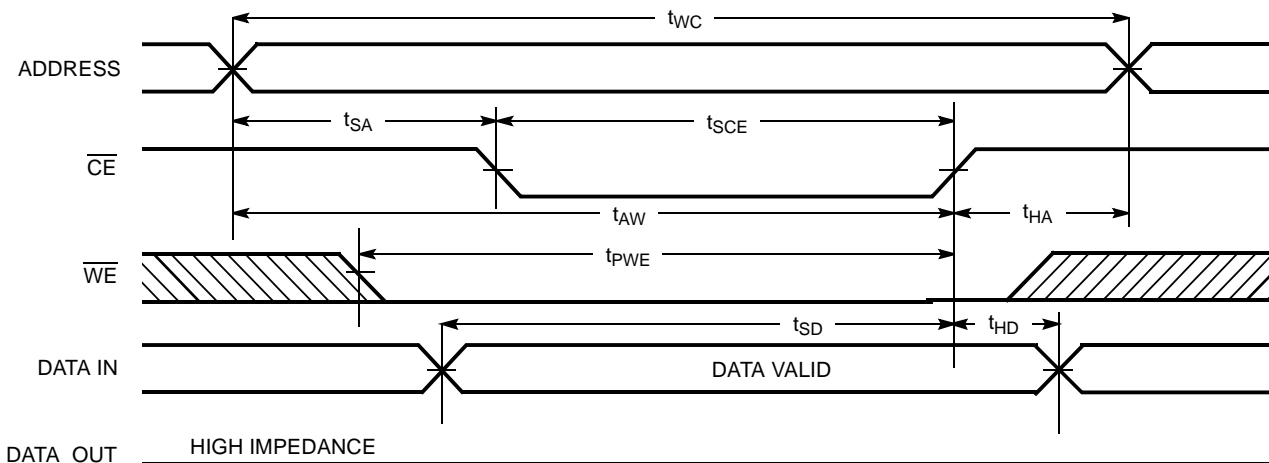 tWC
ADDRESS
tSA
tSCE
CE
tAW
tHA
tPWE
WE
tSD
tHD
DATA IN
DATA VALID
DATA OUT
HIGH IMPEDANCE